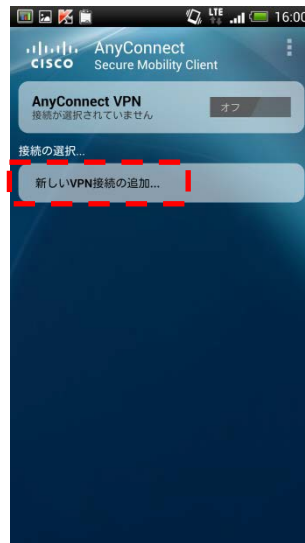 LTE 16:00
CISCO
AnyConnect
Secure Mobility Client
AnyConnect VPN
接続が選択されていません
オフ
接続の選択...
新しいVPN接続の追加...